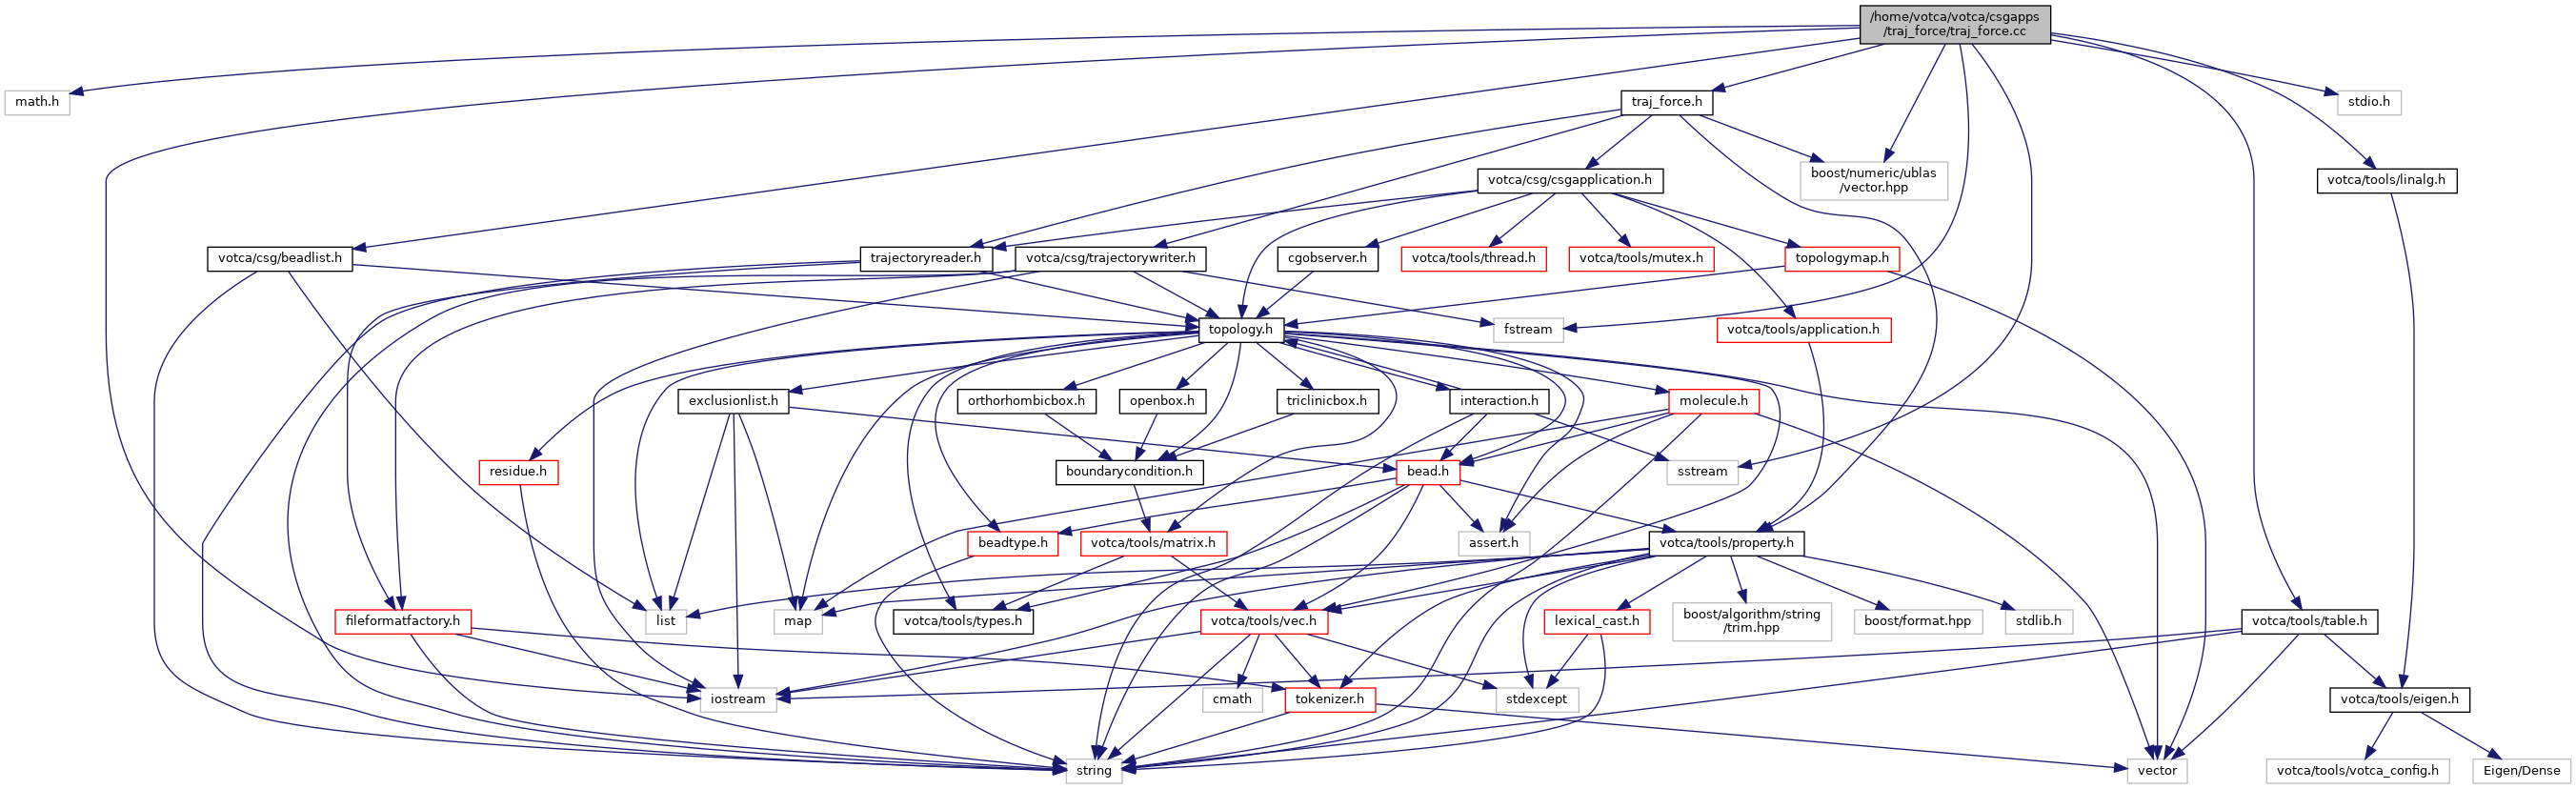 /home/votca/votca/csgapps
/traj_force/traj_force.cc
math.h
traj_force.h
stdio.h
votca/csg/csgapplication.h
boost/numeric/ublas
/vector.hpp
votca/tools/linalg.h
votca/csg/beadlist.h
trajectoryreader.h
votca/csg/trajectorywriter.h
cgobserver.h
votca/tools/thread.h
votca/tools/mutex.h
topologymap.h
topology.h
fstream
votca/tools/application.h
exclusionlist.h
orthorhombicbox.h
openbox.h
triclinicbox.h
interaction.h
molecule.h
residue.h
boundarycondition.h
bead.h
sstream
beadtype.h
votca/tools/matrix.h
assert.h
votca/tools/property.h
fileformatfactory.h
list
map
votca/tools/types.h
votca/tools/vec.h
lexical_cast.h
boost/algorithm/string
/trim.hpp
boost/format.hpp
stdlib.h
votca/tools/table.h
iostream
cmath
tokenizer.h
stdexcept
votca/tools/eigen.h
string
vector
votca/tools/votca_config.h
Eigen/Dense